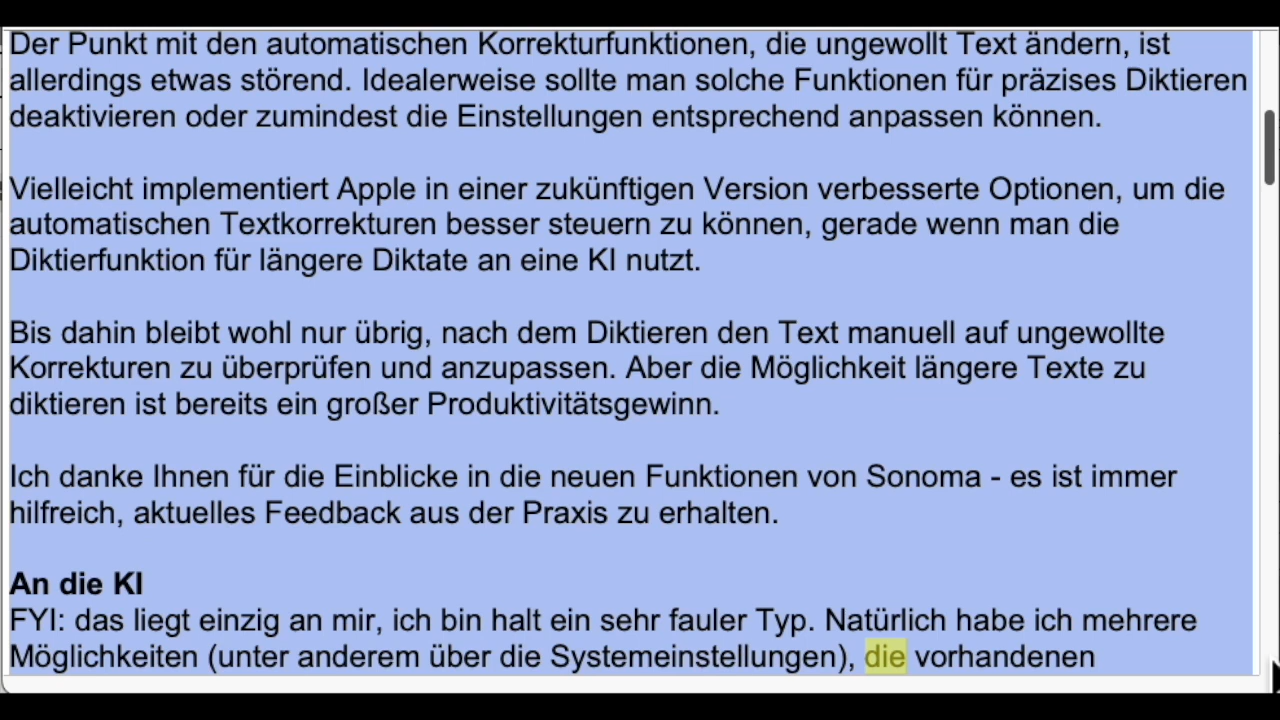 Der Punkt mit den automatischen Korrekturfunktionen, die ungewollt Text ändern, ist
allerdings etwas störend. Idealerweise sollte man solche Funktionen für präzises Diktieren
deaktivieren oder zumindest die Einstellungen entsprechend anpassen können.
Vielleicht implementiert Apple in einer zukünftigen Version verbesserte Optionen, um die
automatischen Textkorrekturen besser steuern zu können, gerade wenn man die
Diktierfunktion für längere Diktate an eine KI nutzt.
Bis dahin bleibt wohl nur übrig, nach dem Diktieren den Text manuell auf ungewollte
Korrekturen zu überprüfen und anzupassen. Aber die Möglichkeit längere Texte zu
diktieren ist bereits ein großer Produktivitätsgewinn.
Ich danke Ihnen für die Einblicke in die neuen Funktionen von Sonoma - es ist immer
hilfreich, aktuelles Feedback aus der Praxis zu erhalten.
An die KI
FYI: das liegt einzig an mir, ich bin halt ein sehr fauler Typ. Natürlich habe ich mehrere
Möglichkeiten (unter anderem über die Systemeinstellungen), die vorhandenen